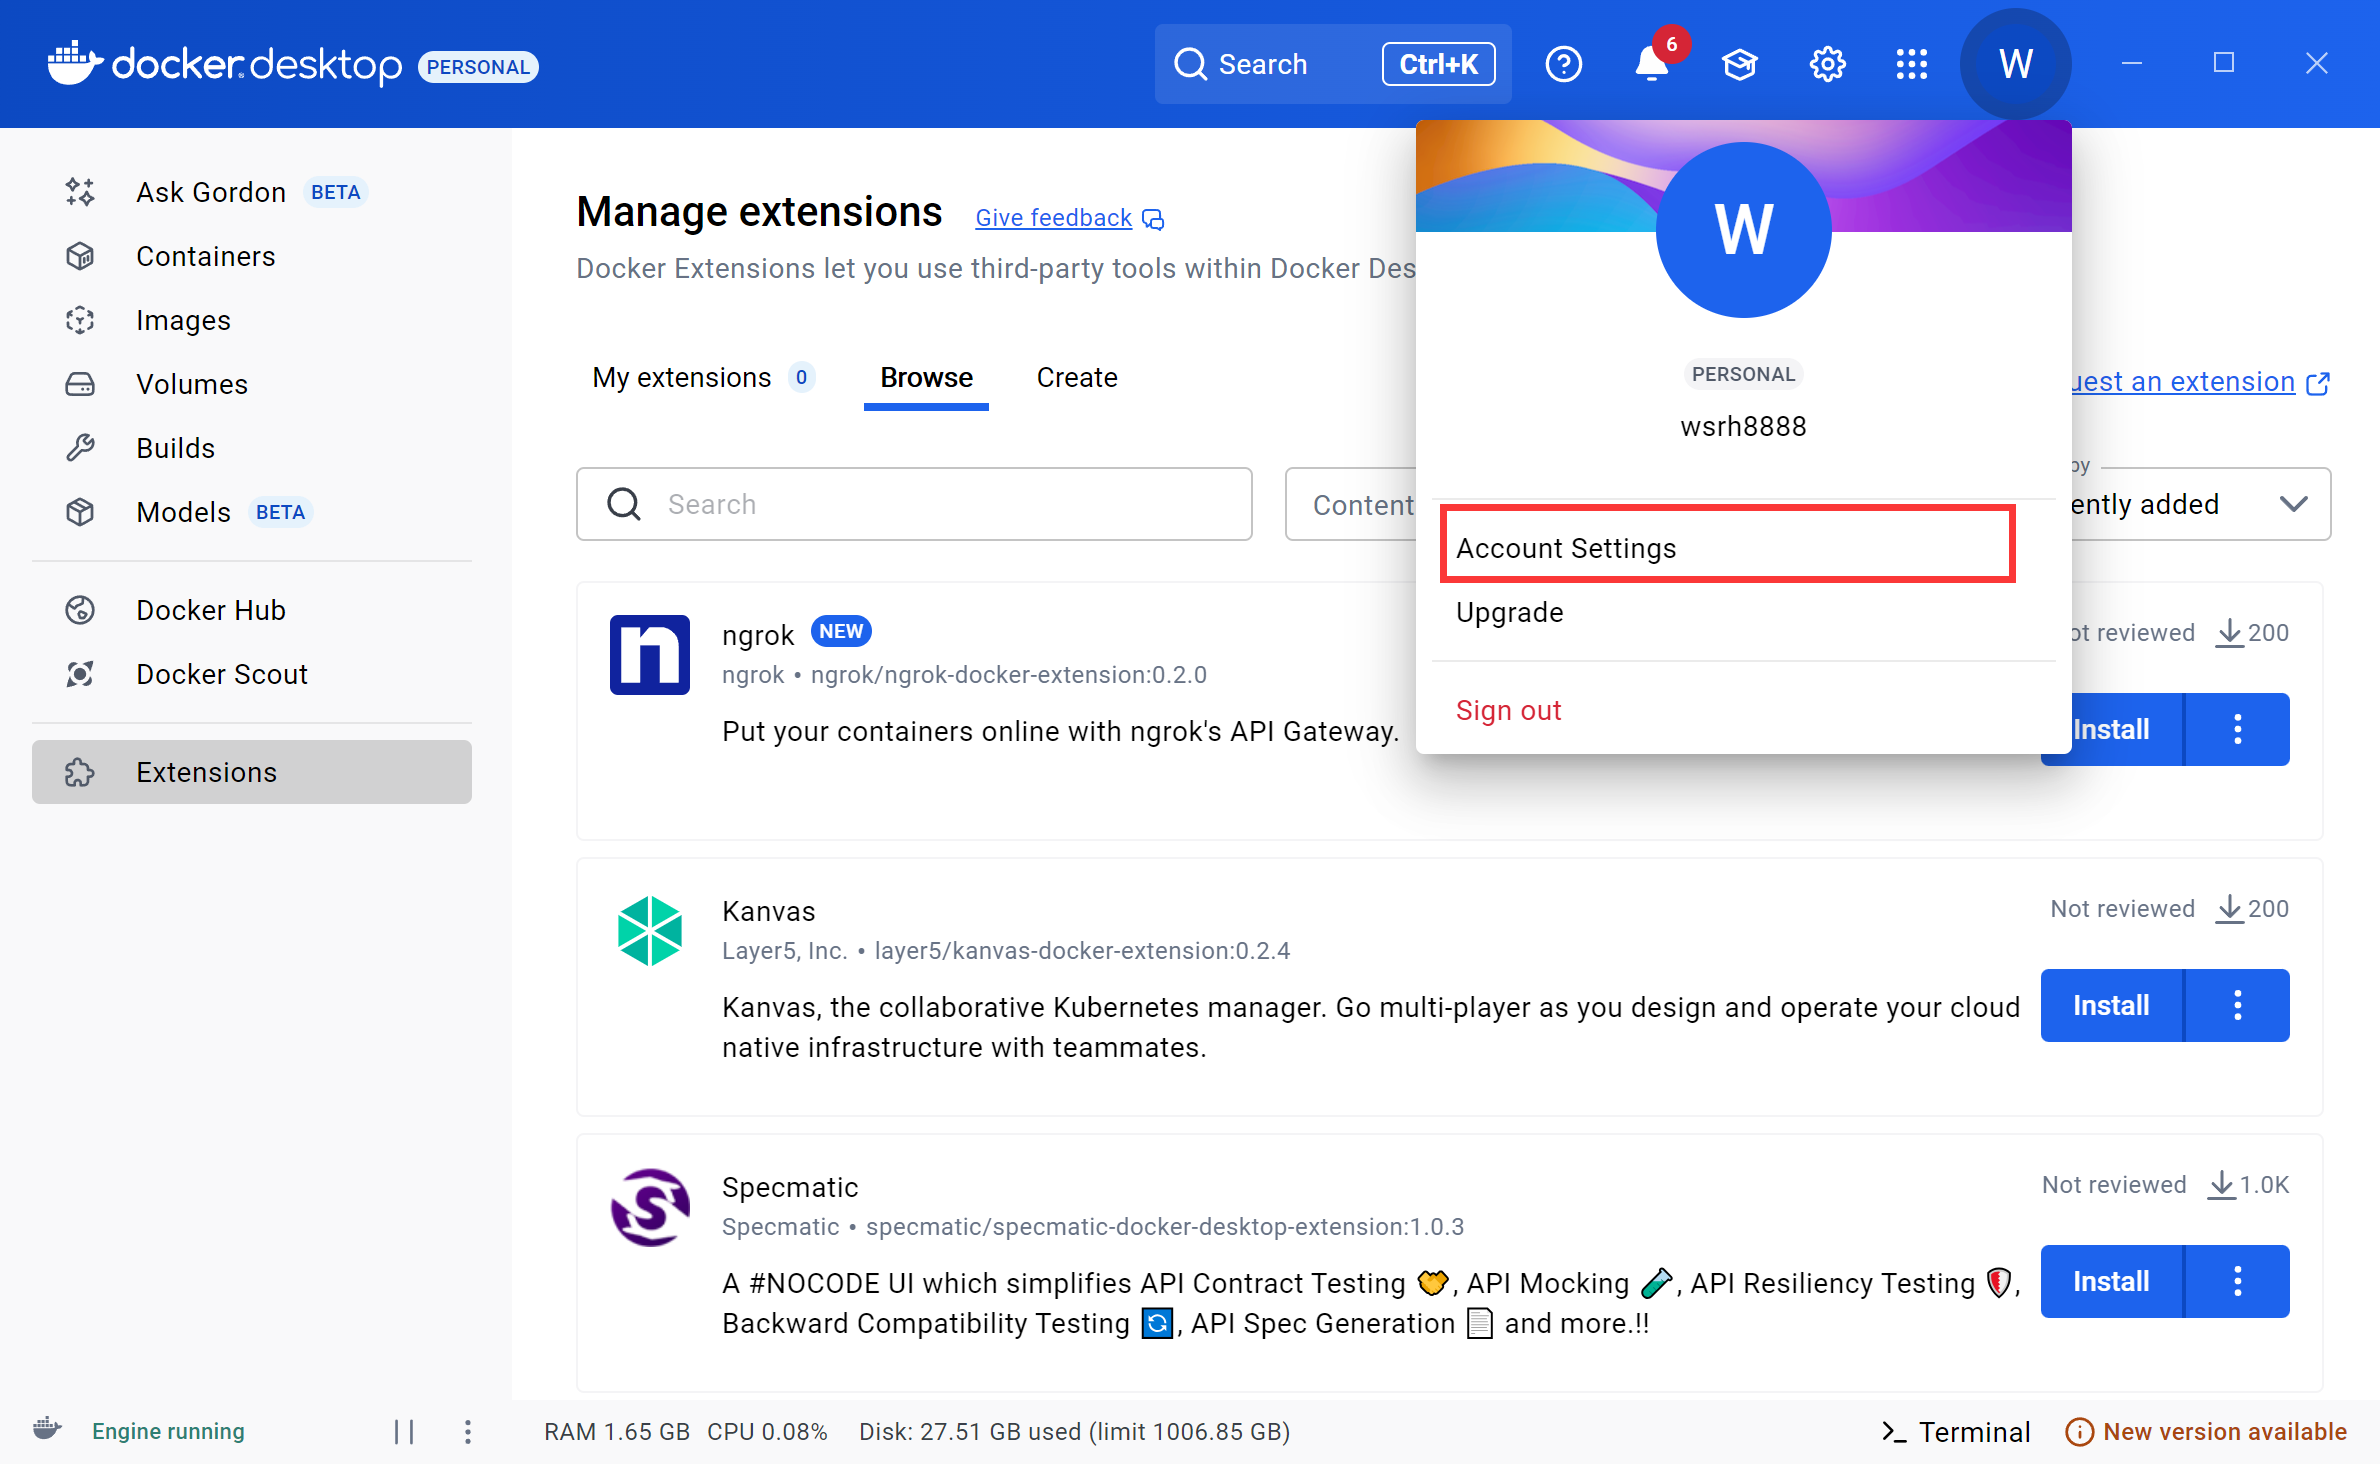 docker desktop PERSONAL
Search Ctrl+K
6
W
Ask Gordon BETA
Containers
Images
Volumes
Builds
Models BETA
Docker Hub
Docker Scout
Extensions
Manage extensions Give feedback
Docker Extensions let you use third-party tools within Docker Des
My extensions 0 Browse Create
uest an extension
Search
Content
by
ently added
W
PERSONAL
wsrh8888
Account Settings
Upgrade
Sign out
ngrok NEW
ngrok • ngrok/ngrok-docker-extension:0.2.0
Put your containers online with ngrok's API Gateway.
ot reviewed 200
Install
Kanvas
Layer5, Inc. • layer5/kanvas-docker-extension:0.2.4
Kanvas, the collaborative Kubernetes manager. Go multi-player as you design and operate your cloud
native infrastructure with teammates.
Not reviewed 200
Install
Specmatic
Specmatic • specmatic/specmatic-docker-desktop-extension:1.0.3
A #NOCODE UI which simplifies API Contract Testing 🤝, API Mocking 🧪, API Resiliency Testing 🛡️,
Backward Compatibility Testing 🔄, API Spec Generation 📄 and more.!!
Not reviewed 1.0K
Install
Engine running
RAM 1.65 GB CPU 0.08% Disk: 27.51 GB used (limit 1006.85 GB)
Terminal
New version available